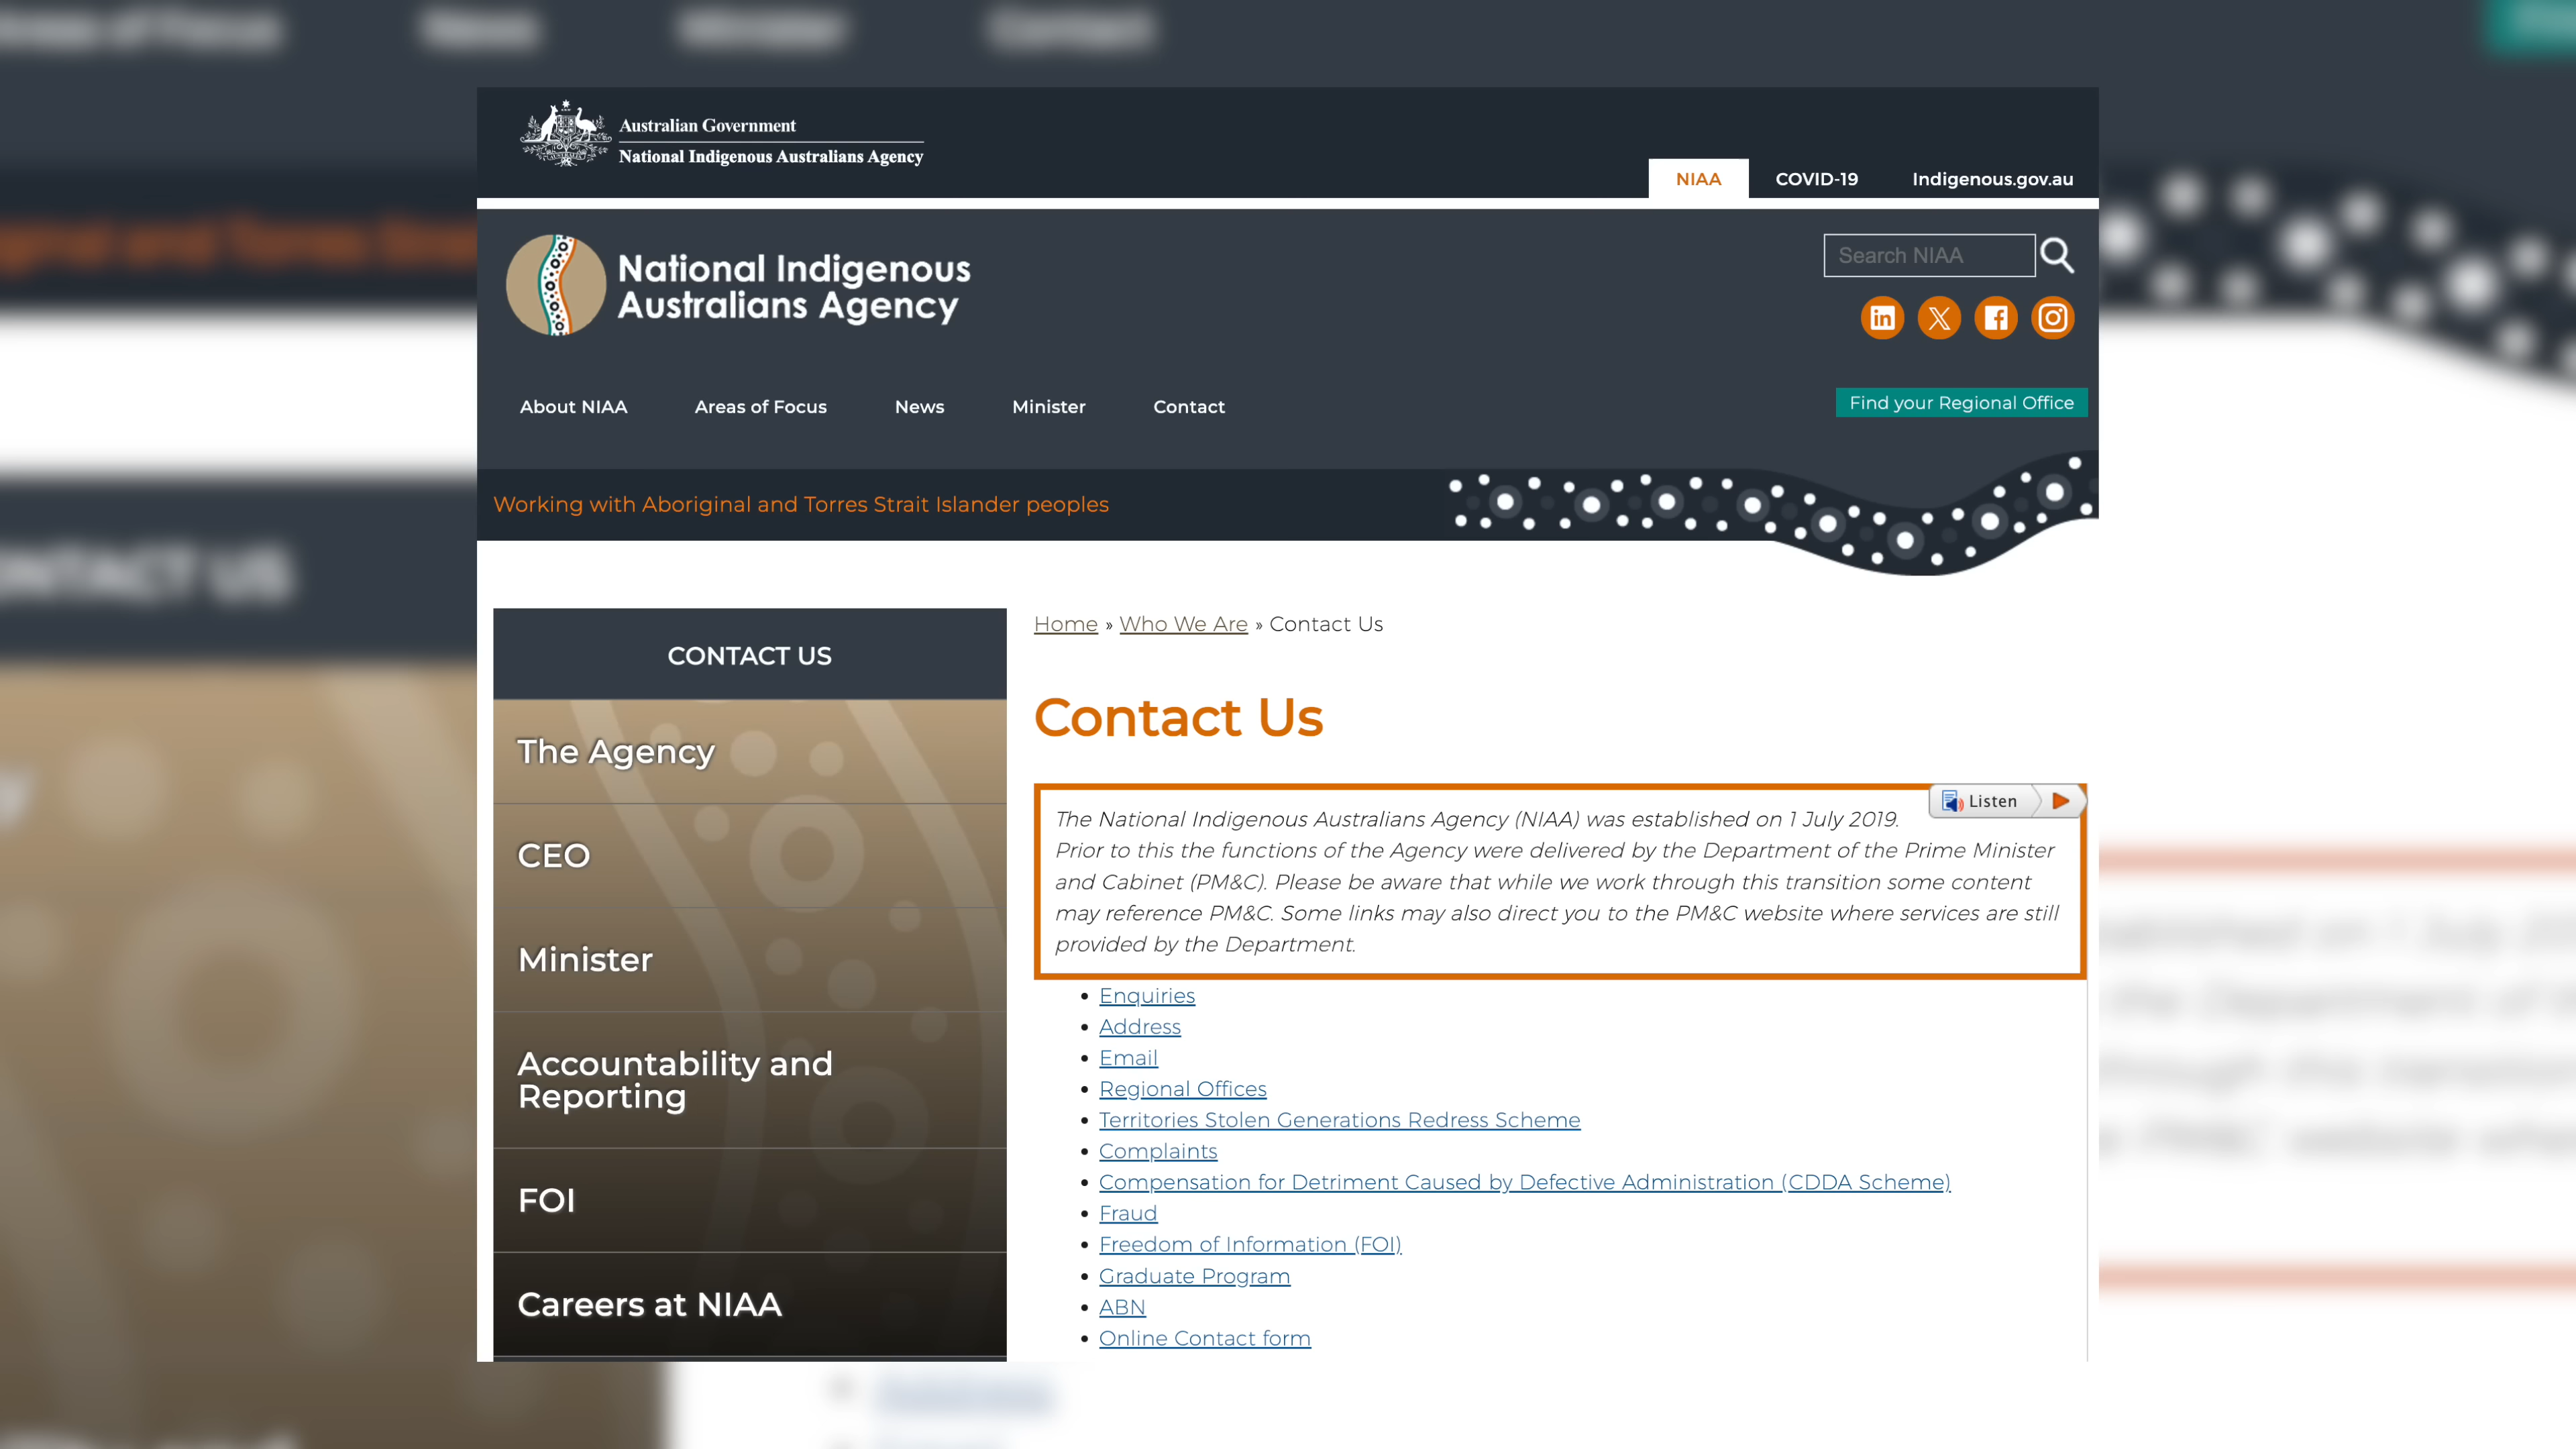 Areas of Focus
News
Minister
Contact
Australian Government
National Indigenous Australians Agency
NIAA
COVID-19
Indigenous.gov.au
National Indigenous
Australians Agency
Search NIAA
About NIAA
Areas of Focus
News
Minister
Contact
Find your Regional Office
Working with Aboriginal and Torres Strait Islander peoples
CONTACT US
The Agency
CEO
Minister
Accountability and
Reporting
FOI
Careers at NIAA
Home » Who We Are » Contact Us
Contact Us
Listen
The National Indigenous Australians Agency (NIAA) was established on 1 July 2019.
Prior to this the functions of the Agency were delivered by the Department of the Prime Minister
and Cabinet (PM&C). Please be aware that while we work through this transition some content
may reference PM&C. Some links may also direct you to the PM&C website where services are still
provided by the Department.
Enquiries
Address
Email
Regional Offices
Territories Stolen Generations Redress Scheme
Complaints
Compensation for Detriment Caused by Defective Administration (CDDA Scheme)
Fraud
Freedom of Information (FOI)
Graduate Program
ABN
Online Contact form